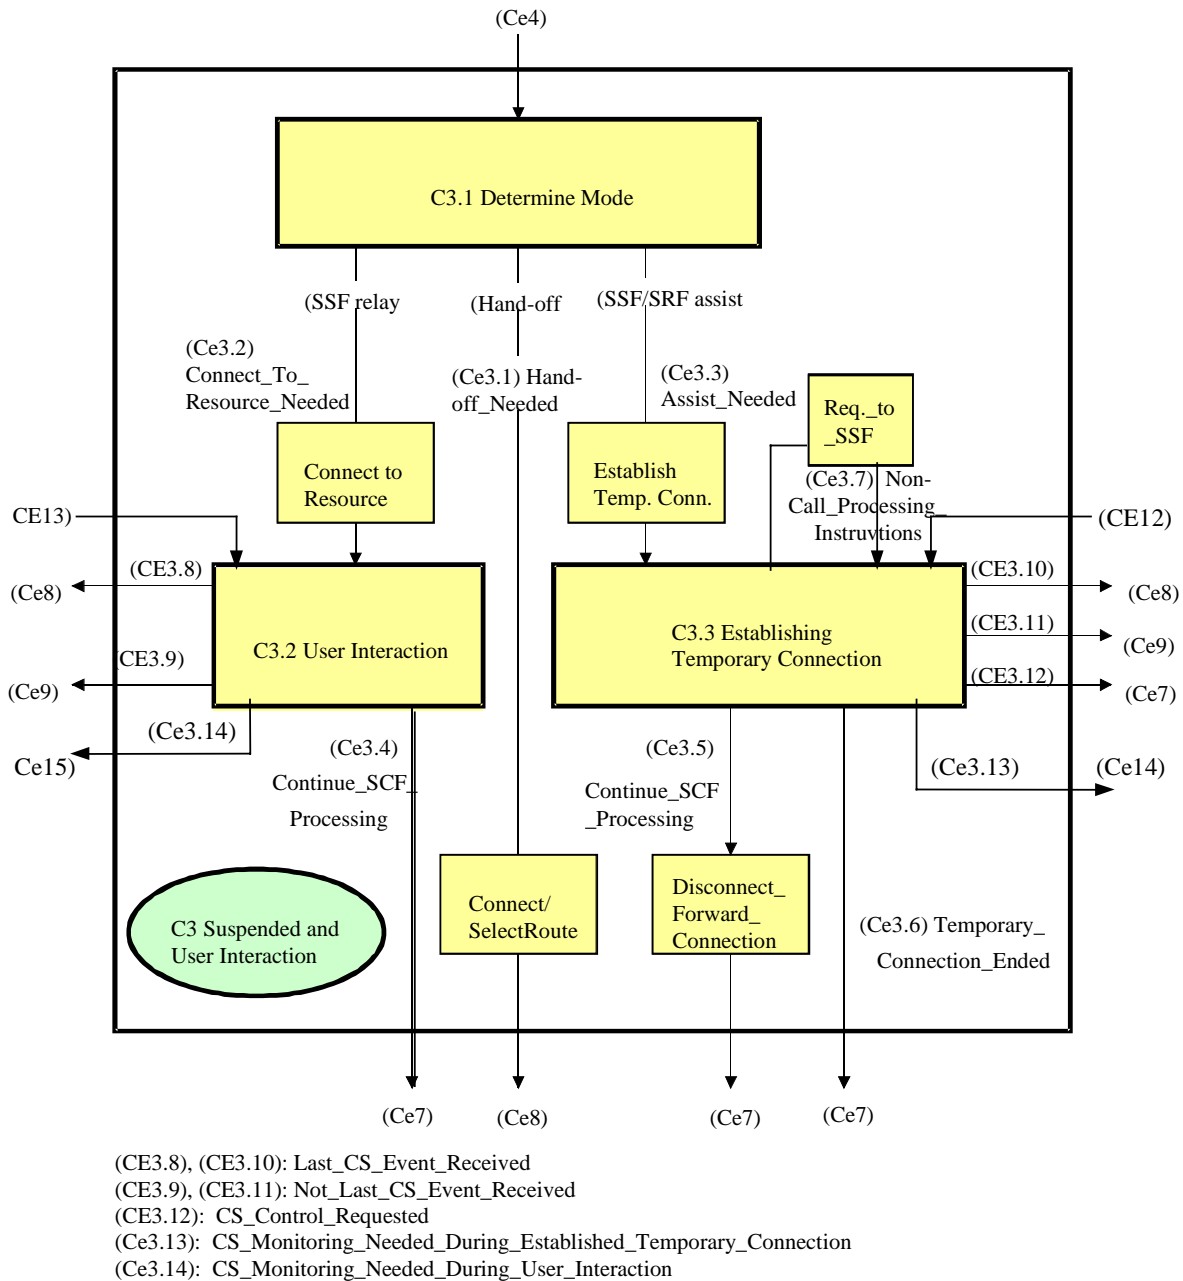 (Ce4)
C3.1 Determine Mode
(SSF relay
(Hand-off
(SSF/SRF assist
(Ce3.2)
Connect_To_
Resource_Needed
(Ce3.1) Hand-
off_Needed
(Ce3.3)
Assist_Needed
Req._to
_SSF
Connect to
Resource
Establish
Temp. Conn.
(Ce3.7) Non-
Call_Processing_
Instruvtions
CE13)
(CE12)
(CE3.8)
(Ce8)
(CE3.10)
(Ce8)
C3.2 User Interaction
C3.3 Establishing
Temporary Connection
(CE3.11)
(Ce9)
(CE3.9)
(Ce9)
(CE3.12)
(Ce7)
(Ce3.14)
Ce15)
(Ce3.4)
Continue_SCF_
Processing
(Ce3.5)
Continue_SCF
_Processing
(Ce3.13)
(Ce14)
C3 Suspended and
User Interaction
Connect/
SelectRoute
Disconnect_
Forward_
Connection
(Ce3.6) Temporary_
Connection_Ended
(Ce7)
(Ce8)
(Ce7)
(Ce7)
(CE3.8), (CE3.10): Last_CS_Event_Received
(CE3.9), (CE3.11): Not_Last_CS_Event_Received
(CE3.12): CS_Control_Requested
(Ce3.13): CS_Monitoring_Needed_During_Established_Temporary_Connection
(Ce3.14): CS_Monitoring_Needed_During_User_Interaction